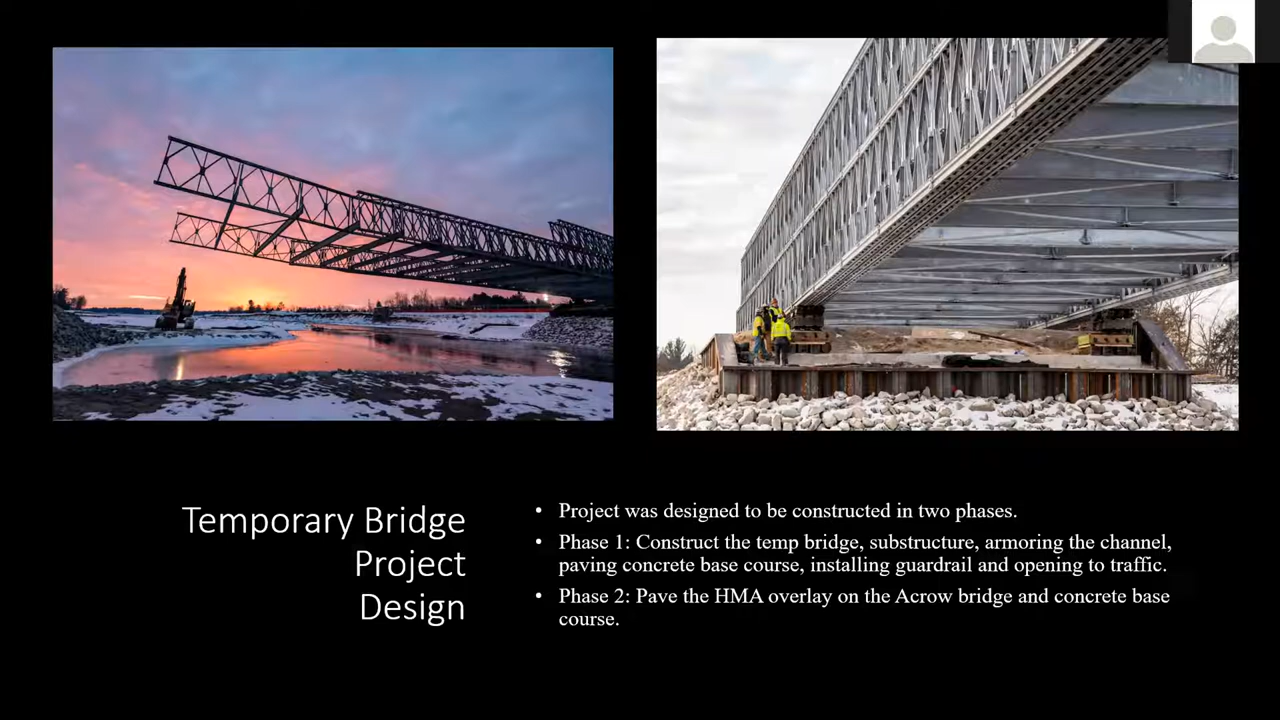 Temporary Bridge
Project
Design
• Project was designed to be constructed in two phases.
• Phase 1: Construct the temp bridge, substructure, armoring the channel,
paving concrete base course, installing guardrail and opening to traffic.
• Phase 2: Pave the HMA overlay on the Acrow bridge and concrete base
course.